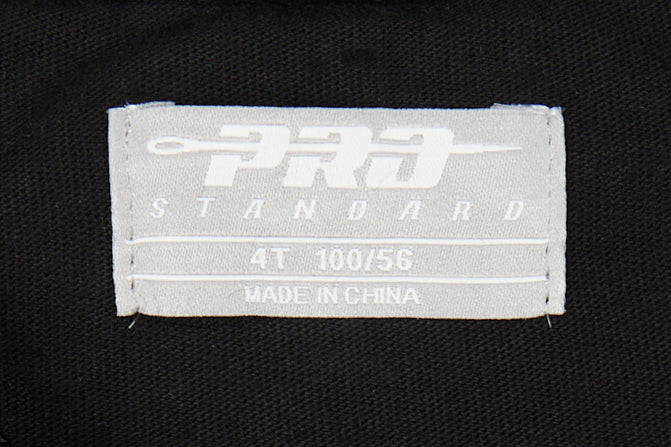 PRO
STANDARD
4T 100/56
MADE IN CHINA